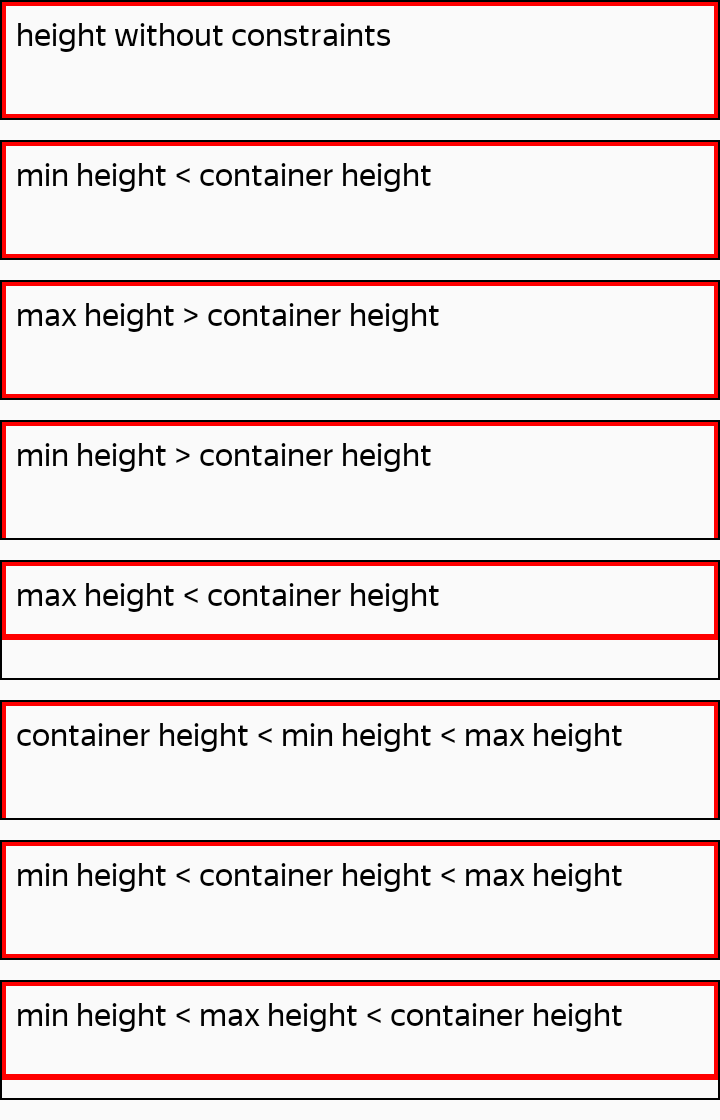 height without constraints
min height < container height
max height > container height
min height > container height
max height < container height
container height < min height < max height
min height < container height < max height
min height < max height < container height